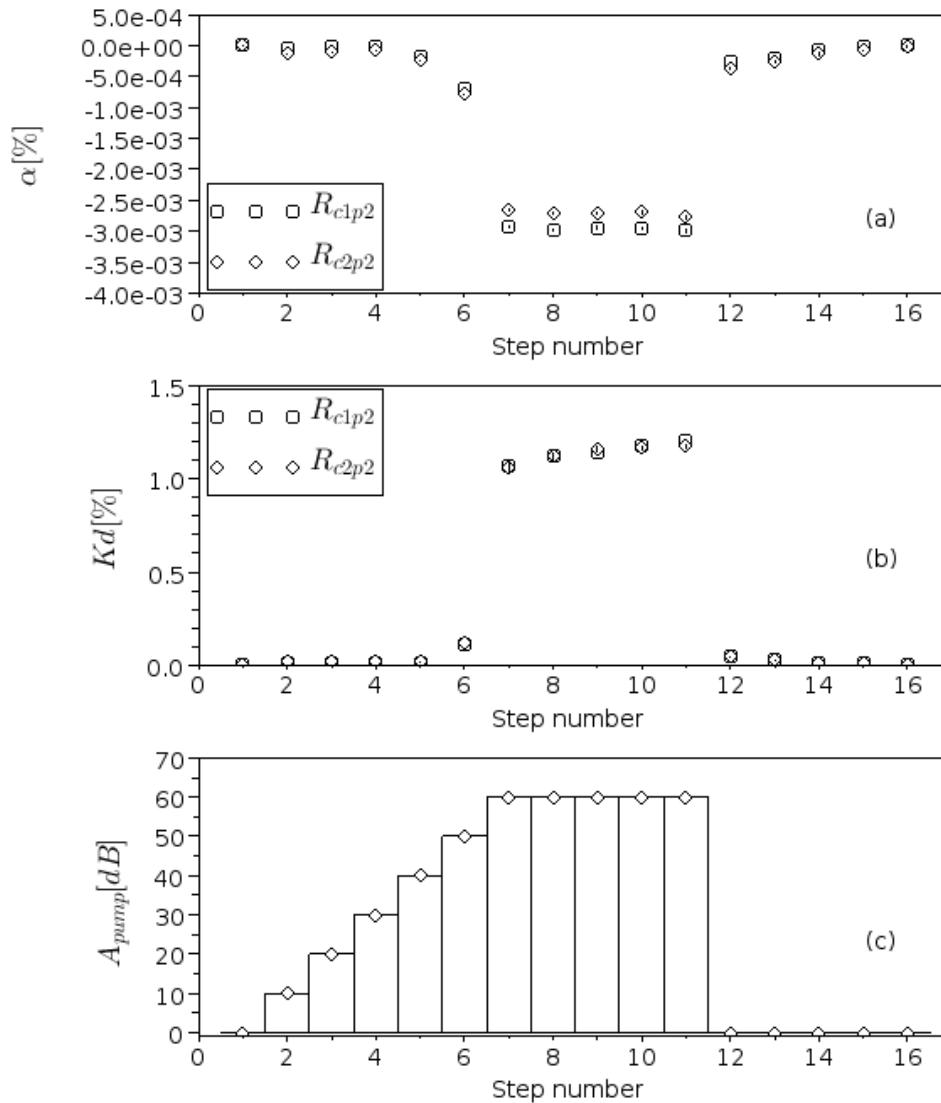 5.0e-04
0.0e+00
-5.0e-04
-1.0e-03
-1.5e-03
-2.0e-03
-2.5e-03
-3.0e-03
-3.5e-03
-4.0e-03
α[%]
R_{c1p2}
R_{c2p2}
(a)
0 2 4 6 8 10 12 14 16
Step number
1.5
1.0
0.5
0.0
Kd[%]
R_{c1p2}
R_{c2p2}
(b)
0 2 4 6 8 10 12 14 16
Step number
70
60
50
40
30
20
10
0
A_{pump}[dB]
(c)
0 2 4 6 8 10 12 14 16
Step number